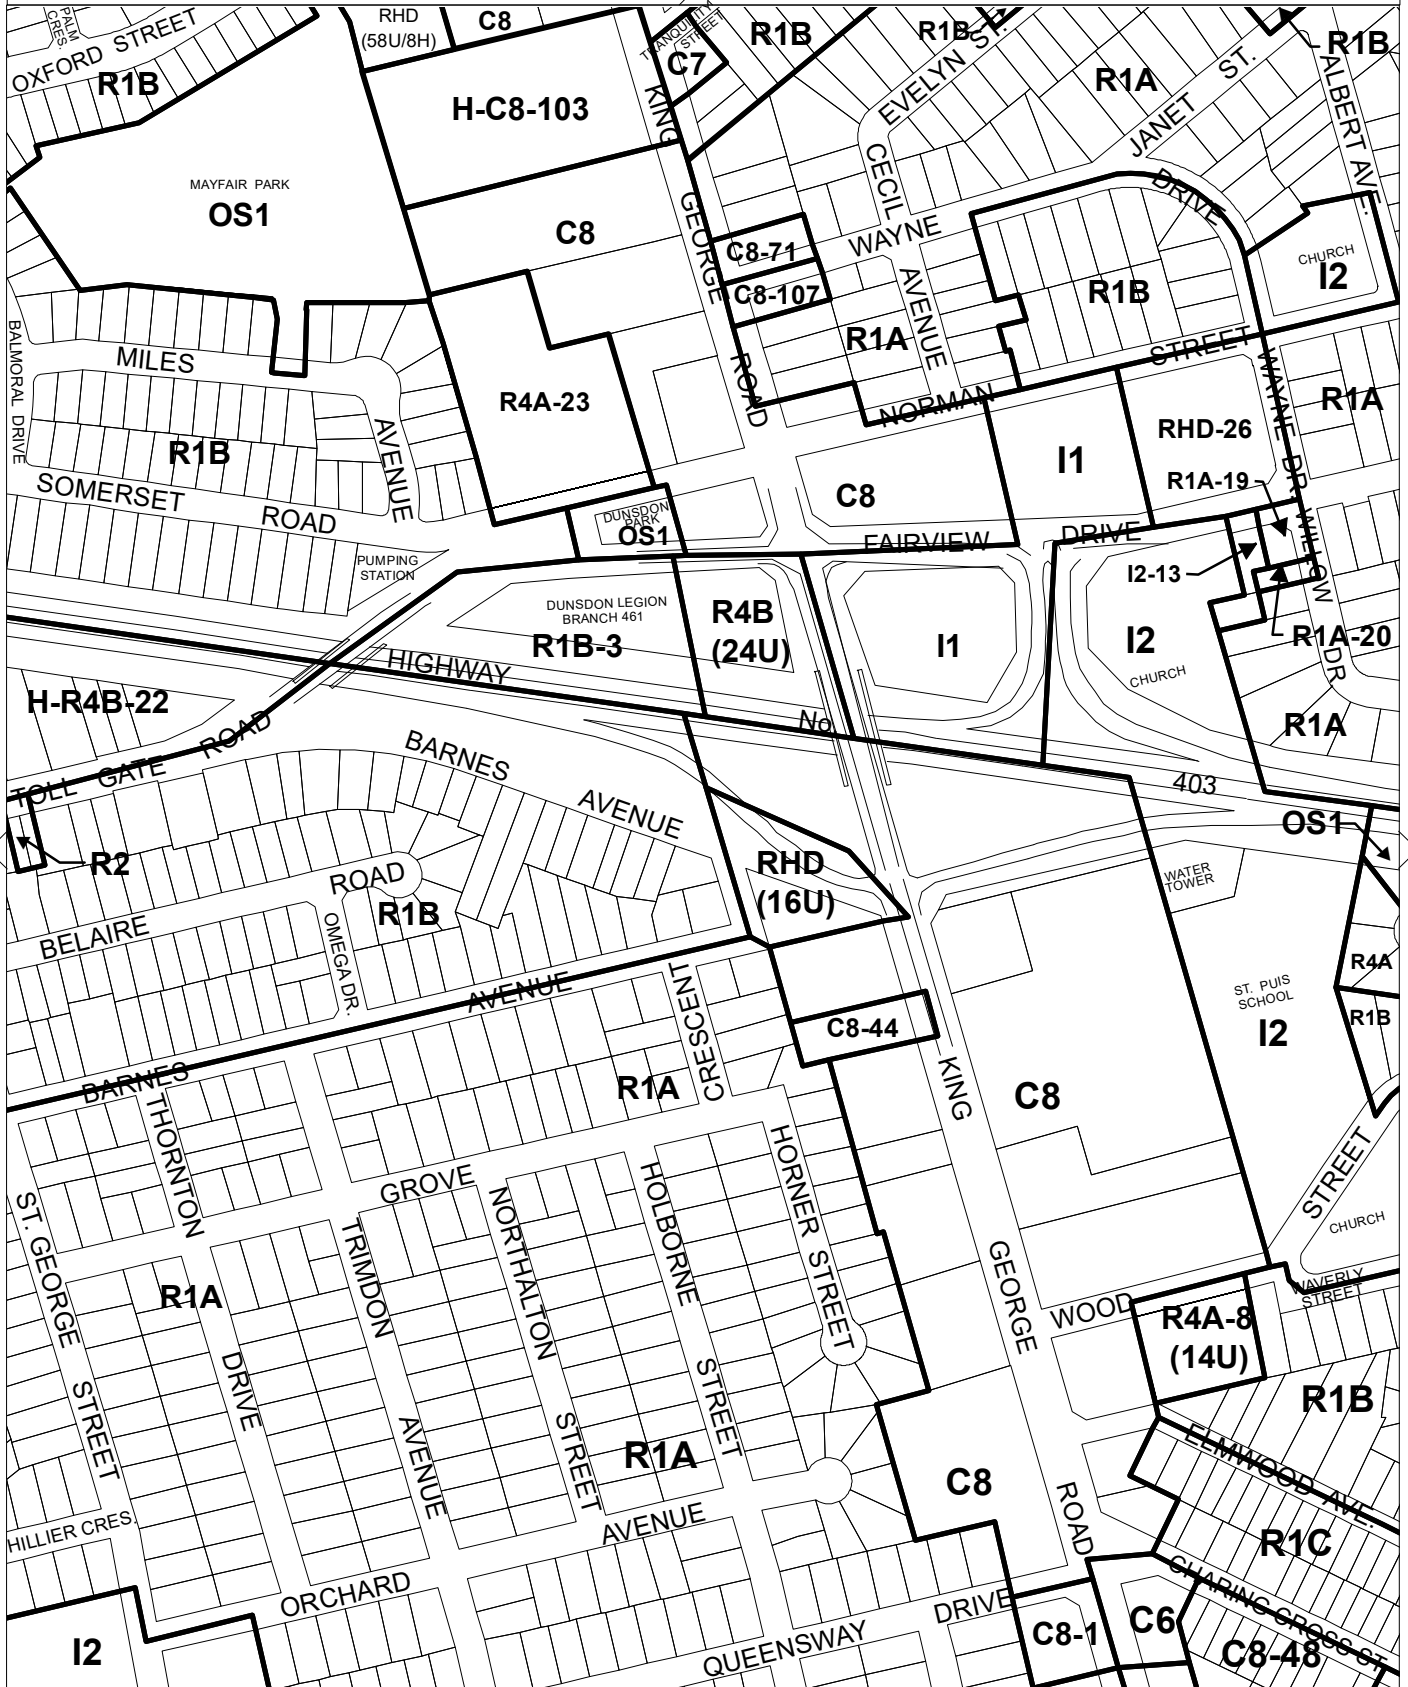 PALM
CRES.
OXFORD STREET
R1B
RHD
(58U/8H)
C8
TRANQUILITY
STREET
C7
R1B
R1B
EVELYN ST.
R1A
JANET ST.
R1B
ALBERT AVE.
H-C8-103
KING
MAYFAIR PARK
OS1
C8
GEORGE
CECIL
WAYNE
DRIVE
C8-71
C8-107
AVENUE
R1B
CHURCH
I2
BALMORAL DRIVE
MILES
AVENUE
R4A-23
ROAD
R1A
NORMAN
STREET
WAYNE DR.
R1A
R1B
SOMERSET
ROAD
RHD-26
I1
R1A-19
C8
DUNSDON
PARK
OS1
FAIRVIEW
DRIVE
WILLOW
DR
PUMPING
STATION
I2-13
DUNSDON LEGION
BRANCH 461
R1B-3
R4B
(24U)
I1
I2
CHURCH
R1A-20
H-R4B-22
HIGHWAY
No.
403
R1A
TOLL GATE ROAD
BARNES
AVENUE
OS1
R2
BELAIRE
ROAD
R1B
OMEGA DR.
RHD
(16U)
WATER
TOWER
R4A
ST. PUIS
SCHOOL
I2
R1B
BARNES
AVENUE
CRESCENT
C8-44
KING
C8
R1A
THORNTON
GROVE
HORNER
STREET
ST. GEORGE
STREET
TRIMDON
NORTHALTON
HOLBORNE
STREET
CHURCH
GEORGE
WAVERLY
STREET
R1A
DRIVE
AVENUE
STREET
STREET
WOOD
R4A-8
(14U)
R1B
R1A
C8
ELMWOOD AVE.
HILLIER CRES.
AVENUE
ROAD
R1C
ORCHARD
CHARING CROSS ST.
I2
QUEENSWAY
DRIVE
C8-1
C6
C8-48